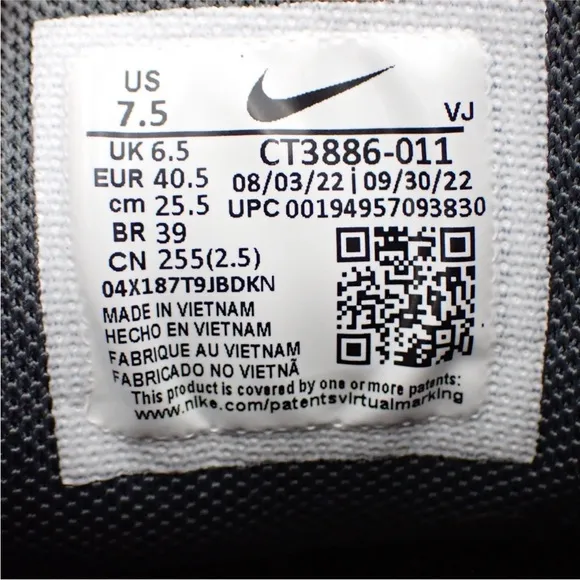 US
7.5
VJ
UK 6.5
CT3886-011
EUR 40.5
08/03/22 | 09/30/22
cm 25.5
UPC 00194957093830
BR 39
CN 255(2.5)
04X187T9JBDKN
MADE IN VIETNAM
HECHO EN VIETNAM
FABRIQUE AU VIETNAM
FABRICADO NO VIETNÃ
This product is covered by one or more patents:
www.nike.com/patentsvirtualmarking